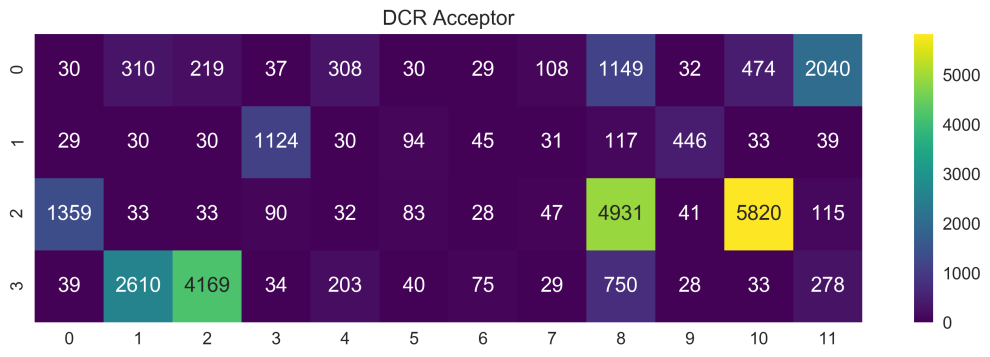 DCR Acceptor
0 30 310 219 37 308 30 29 108 1149 32 474 2040
1 29 30 30 1124 30 94 45 31 117 446 33 39
2 1359 33 33 90 32 83 28 47 4931 41 5820 115
3 39 2610 4169 34 203 40 75 29 750 28 33 278
0 1 2 3 4 5 6 7 8 9 10 11
5000
4000
3000
2000
1000
0